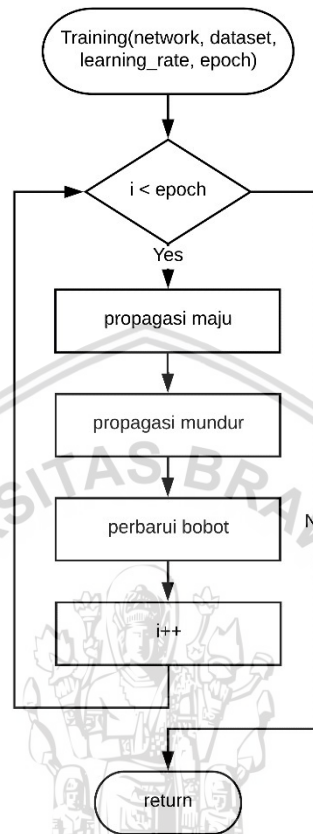 Training(network, dataset,
learning_rate, epoch)
i < epoch
Yes
propagasi maju
propagasi mundur
perbarui bobot
i++
return